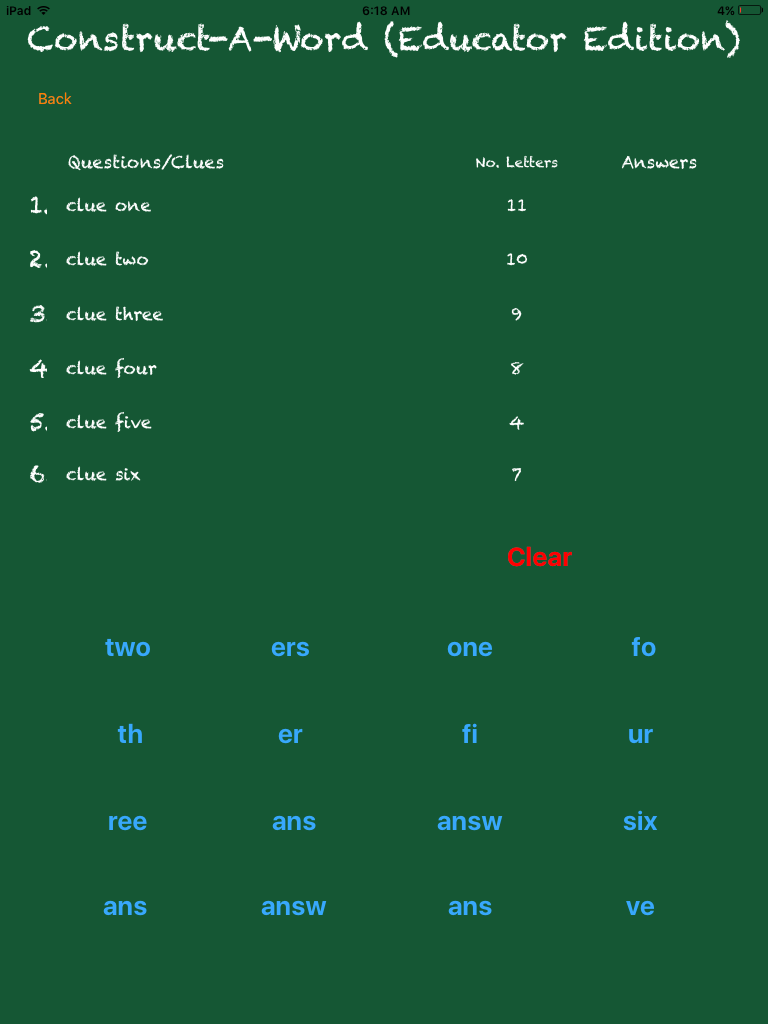 iPad 6:18 AM 4%
Construct-A-Word (Educator Edition)
Back
Questions/Clues No. Letters Answers
1. clue one 11
2. clue two 10
3 clue three 9
4 clue four 8
5. clue five 4
6 clue six 7
Clear
two ers one fo
th er fi ur
ree ans answ six
ans answ ans ve